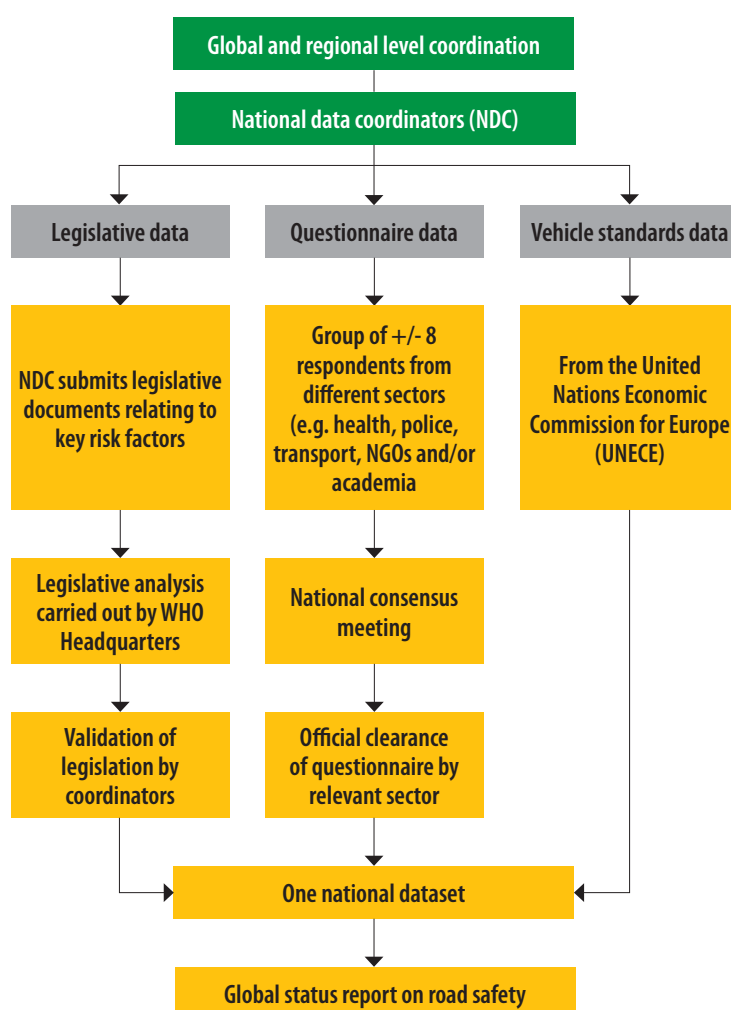 Global and regional level coordination
National data coordinators (NDC)
Legislative data
Questionnaire data
Vehicle standards data
NDC submits legislative
documents relating to
key risk factors
Group of +/- 8
respondents from
different sectors
(e.g. health, police,
transport, NGOs and/or
academia
From the United
Nations Economic
Commission for Europe
(UNECE)
Legislative analysis
carried out by WHO
Headquarters
National consensus
meeting
Validation of
legislation by
coordinators
Official clearance
of questionnaire by
relevant sector
One national dataset
Global status report on road safety